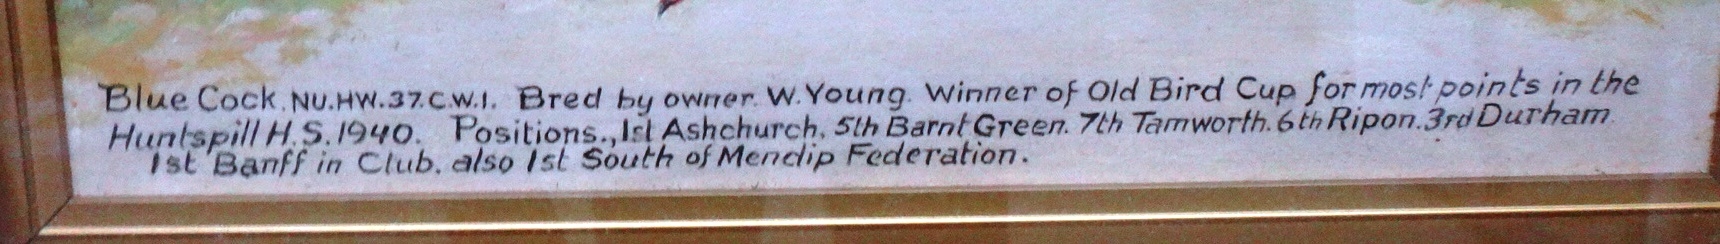 Blue Cock. NU.HW.37.C.W.1. Bred by owner. W. Young. Winner of Old Bird Cup for most points in the
Huntspill H.S. 1940. Positions., 1st Ashchurch, 5th Barnt Green. 7th Tamworth. 6th Ripon. 3rd Durham.
1st Banff in Club. also 1st South of Mendip Federation.